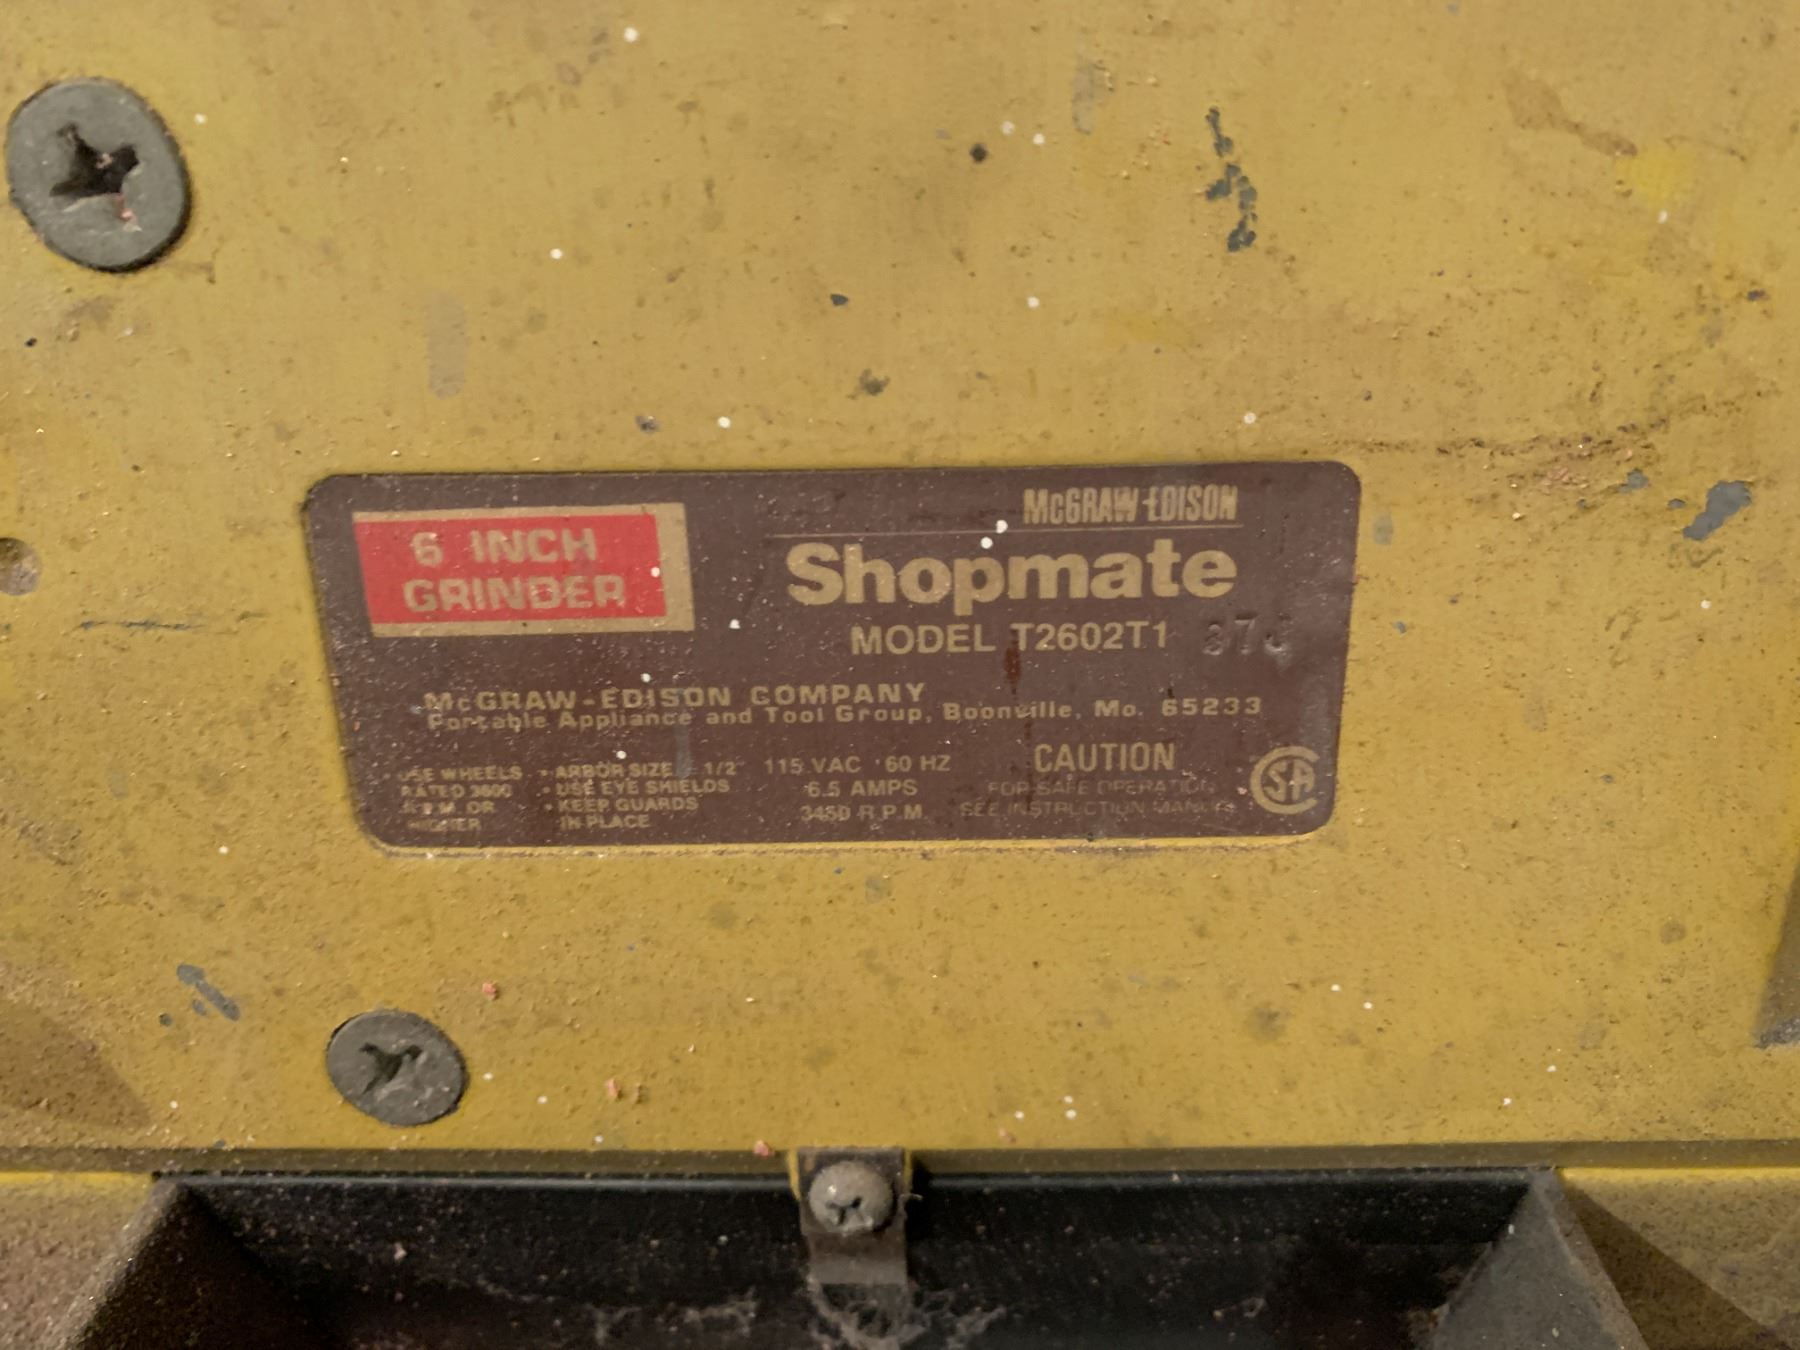 6 INCH
GRINDER
McGRAW-EDISON
Shopmate
MODEL T2602T1
McGRAW-EDISON COMPANY
Portable Appliance and Tool Group, Boonville, Mo. 65233
• USE WHEELS
RATED 3600
R.P.M. OR
HIGHER
• ARBOR SIZE 1/2"
• USE EYE SHIELDS
• KEEP GUARDS
IN PLACE
115 VAC 60 HZ
6.5 AMPS
3450 R.P.M.
CAUTION
FOR SAFE OPERATION
SEE INSTRUCTION MANUAL
SA